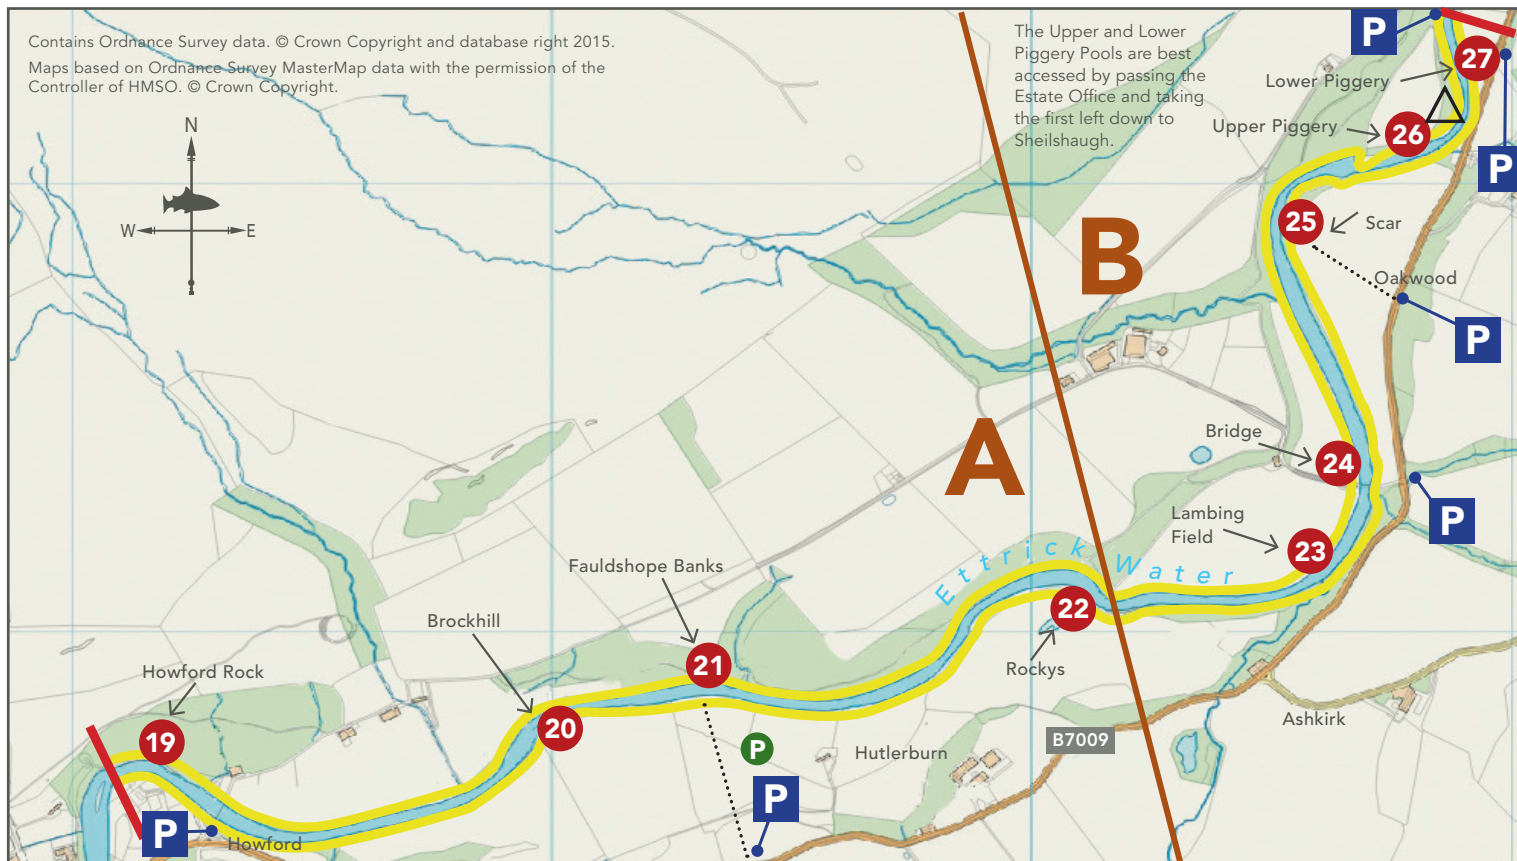 Contains Ordnance Survey data. © Crown Copyright and database right 2015.
Maps based on Ordnance Survey MasterMap data with the permission of the
Controller of HMSO. © Crown Copyright.
N
W
E
The Upper and Lower
Piggery Pools are best
accessed by passing the
Estate Office and taking
the first left down to
Sheilshaugh.
P
27
P
Lower Piggery
Upper Piggery
26
25
Scar
Oakwood
P
B
A
Bridge
24
P
Lambing
Field
23
Ettrick Water
22
Rockys
Fauldshope Banks
21
Brockhill
20
Howford Rock
19
P
Howford
P
P
Hutlerburn
B7009
Ashkirk